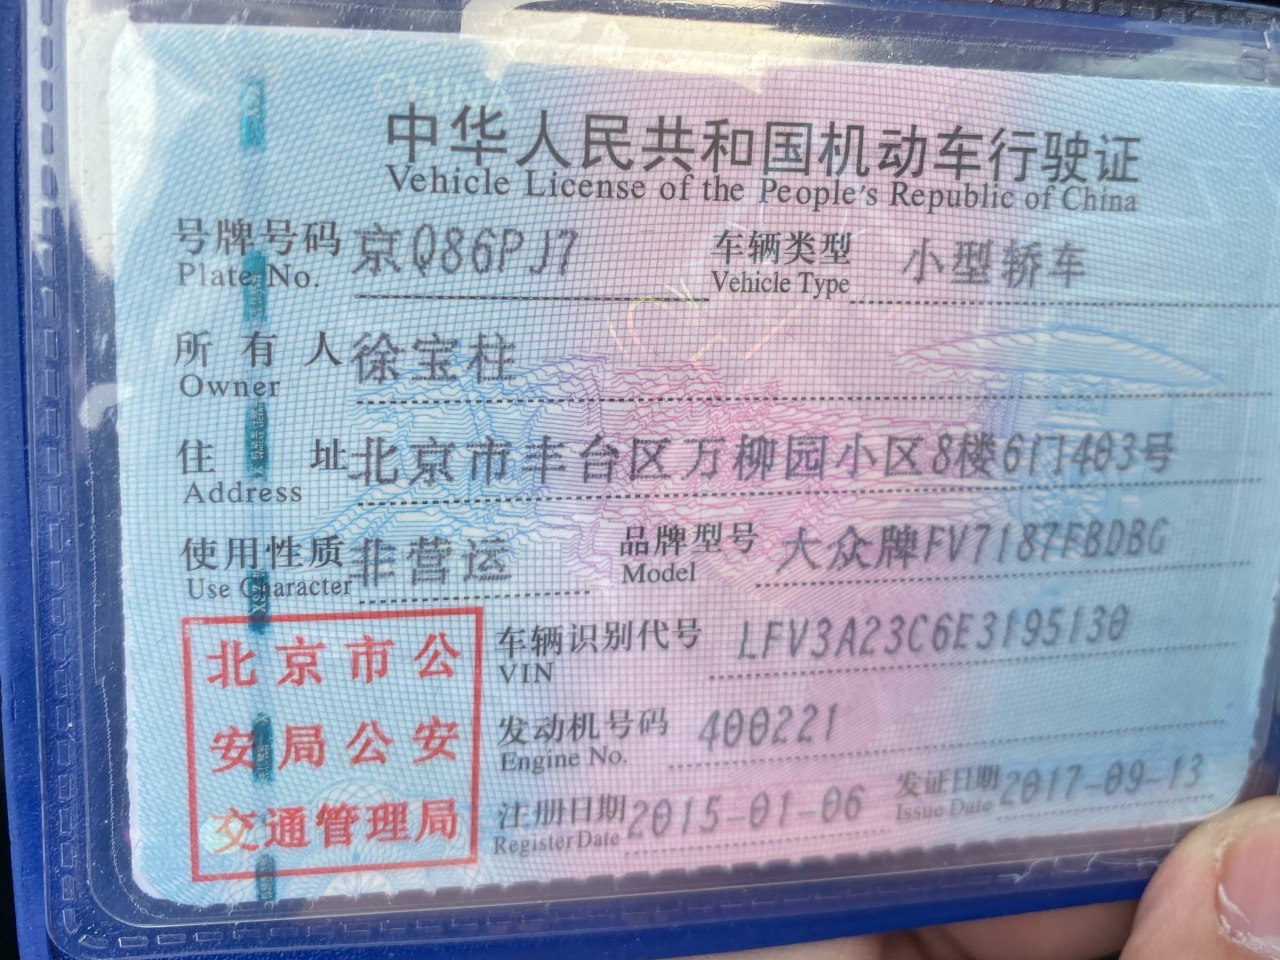 中华人民共和国机动车行驶证
Vehicle License of the People's Republic of China
号牌号码 京Q86PJ7 车辆类型 小型轿车
Plate No. Vehicle Type
所有人 徐宝柱
Owner
住址 北京市丰台区万柳园小区8楼6门403号
Address
使用性质 非营运 品牌型号 大众牌FV7187FBDBG
Use Character Model
车辆识别代号 LFV3A23C6E3195130
VIN
发动机号码 400221
Engine No.
注册日期 2015-01-06 发证日期 2017-09-13
Register Date Issue Date
北京市公
安局公安
交通管理局